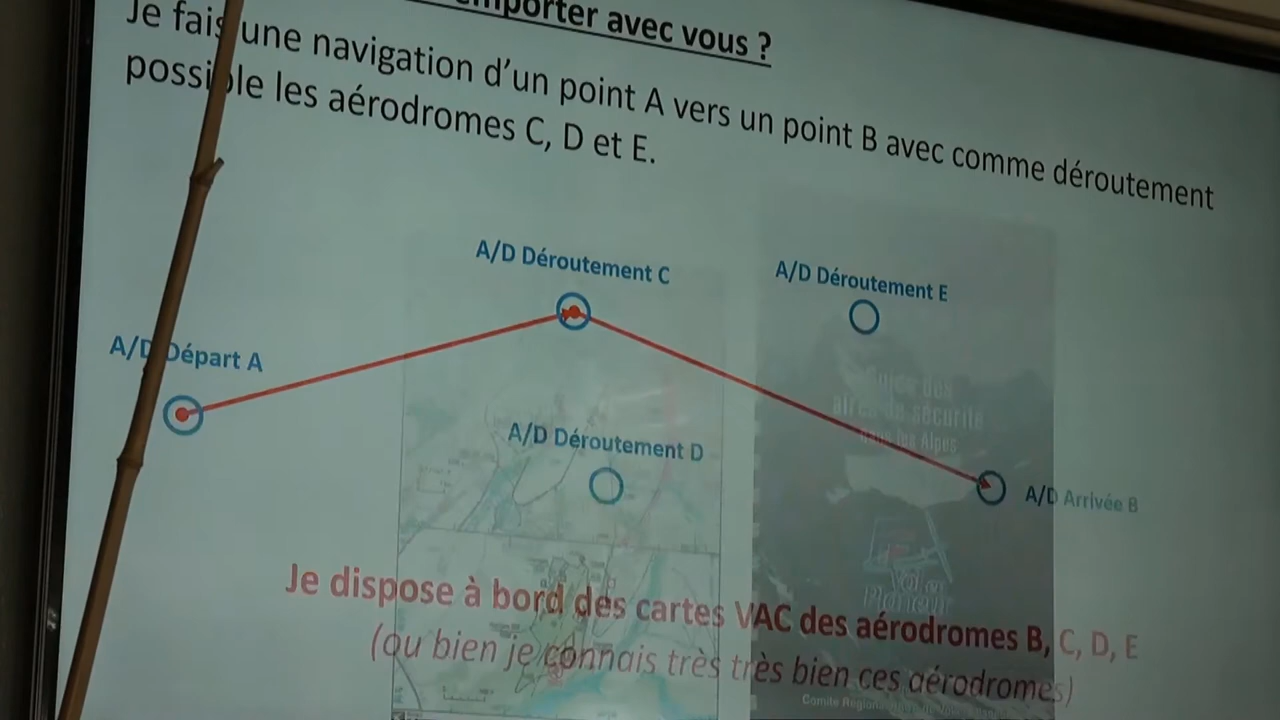 emporter avec vous ?
Je fais une navigation d'un point A vers un point B avec comme déroutement
possible les aérodromes C, D et E.
A/D Déroutement C
A/D Déroutement E
A/D Départ A
A/D Déroutement D
A/D Arrivée B
Je dispose à bord des cartes VAC des aérodromes B, C, D, E
(ou bien je connais très très bien ces aérodromes)